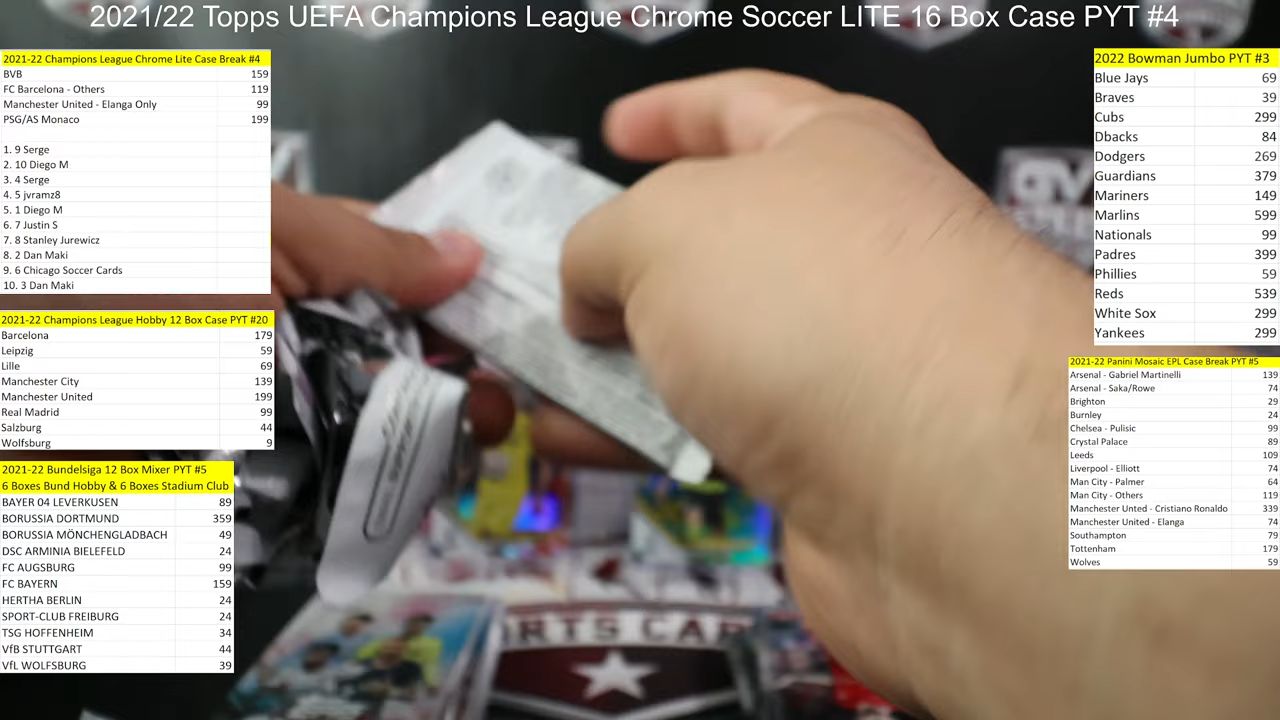 2021/22 Topps UEFA Champions League Chrome Soccer LITE 16 Box Case PYT #4
2021-22 Champions League Chrome Lite Case Break #4
BVB 159
FC Barcelona - Others 119
Manchester United - Elanga Only 99
PSG/AS Monaco 199
1. 9 Serge
2. 10 Diego M
3. 4 Serge
4. 5 jvramz8
5. 1 Diego M
6. 7 Justin S
7. 8 Stanley Jurewicz
8. 2 Dan Maki
9. 6 Chicago Soccer Cards
10. 3 Dan Maki
2021-22 Champions League Hobby 12 Box Case PYT #20
Barcelona 179
Leipzig 59
Lille 69
Manchester City 139
Manchester United 199
Real Madrid 99
Salzburg 44
Wolfsburg 9
2021-22 Bundelsiga 12 Box Mixer PYT #5
6 Boxes Bund Hobby & 6 Boxes Stadium Club
BAYER 04 LEVERKUSEN 89
BORUSSIA DORTMUND 359
BORUSSIA MÖNCHENGLADBACH 49
DSC ARMINIA BIELEFELD 24
FC AUGSBURG 99
FC BAYERN 159
HERTHA BERLIN 24
SPORT-CLUB FREIBURG 24
TSG HOFFENHEIM 34
VfB STUTTGART 44
VfL WOLFSBURG 39
2022 Bowman Jumbo PYT #3
Blue Jays 69
Braves 39
Cubs 299
Dbacks 84
Dodgers 269
Guardians 379
Mariners 149
Marlins 599
Nationals 99
Padres 399
Phillies 59
Reds 539
White Sox 299
Yankees 299
2021-22 Panini Mosaic EPL Case Break PYT #5
Arsenal - Gabriel Martinelli 139
Arsenal - Saka/Rowe 74
Brighton 29
Burnley 24
Chelsea - Pulisic 99
Crystal Palace 89
Leeds 109
Liverpool - Elliott 74
Man City - Palmer 64
Man City - Others 119
Manchester Unted - Cristiano Ronaldo 339
Manchester United - Elanga 74
Southampton 79
Tottenham 179
Wolves 59
RTS CAR